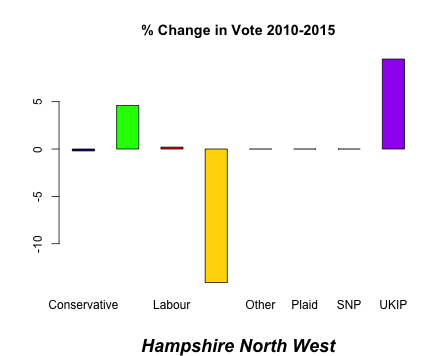 % Change in Vote 2010-2015
5
0
-5
-10
Conservative Labour Other Plaid SNP UKIP
Hampshire North West